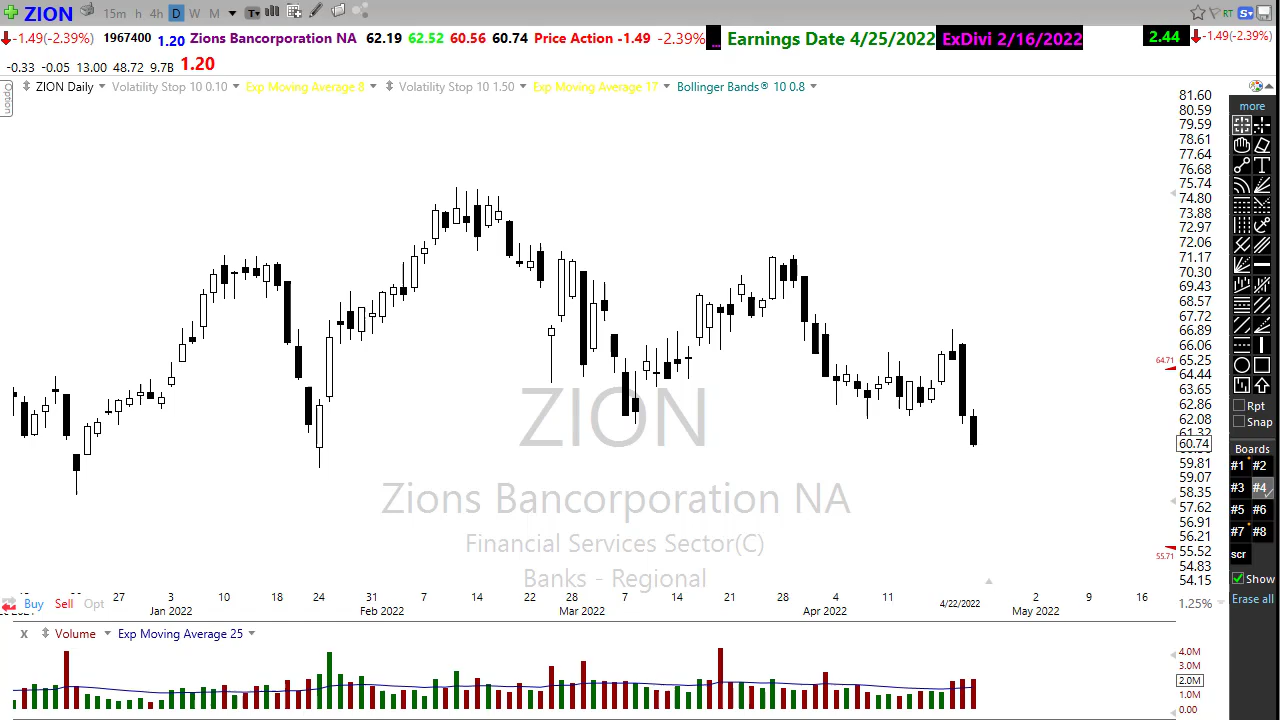 ZION 15m h 4h D W M T RT S
-1.49(-2.39%) 1967400 1.20 Zions Bancorporation NA 62.19 62.52 60.56 60.74 Price Action -1.49 -2.39% ... Earnings Date 4/25/2022 ExDivi 2/16/2022 2.44 -1.49(-2.39%)
-0.33 -0.05 13.00 48.72 9.7B 1.20
Option
ZION Daily Volatility Stop 10 0.10 Exp Moving Average 8 Volatility Stop 10 1.50 Exp Moving Average 17 Bollinger Bands® 10 0.8
81.60
80.59
79.59
78.61
77.64
76.68
75.74
74.80
73.88
72.97
72.06
71.17
70.30
69.43
68.57
67.72
66.89
66.06
65.25
64.71
64.44
63.65
62.86
62.08
61.32
60.74
59.81
59.07
58.35
57.62
56.91
56.21
55.52
55.71
54.83
54.15
more
Rpt
Snap
Boards
#1 #2
#3 #4
#5 #6
#7 #8
scr
Show
Erase all
ZION
Zions Bancorporation NA
Financial Services Sector(C)
Banks - Regional
27 3 10 18 24 31 7 14 22 28 7 14 21 28 4 11 4/22/2022 2 9 16
Buy Sell Opt 1.25%
Jan 2022 Feb 2022 Mar 2022 Apr 2022 May 2022
X Volume Exp Moving Average 25
4.0M
3.0M
2.0M
1.0M
0.00